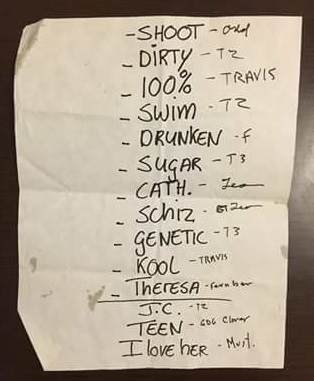 - SHOOT - 
- DIRTY - T2
- 100% - TRAVIS
- SWIM - T2
- DRUNKEN - F
- SUGAR - T3
- CATH. -
- Schiz -
- GENETIC - T3
- KOOL - TRAVIS
- THERESA -
J.C. - T2
TEEN -
I love her - Must.